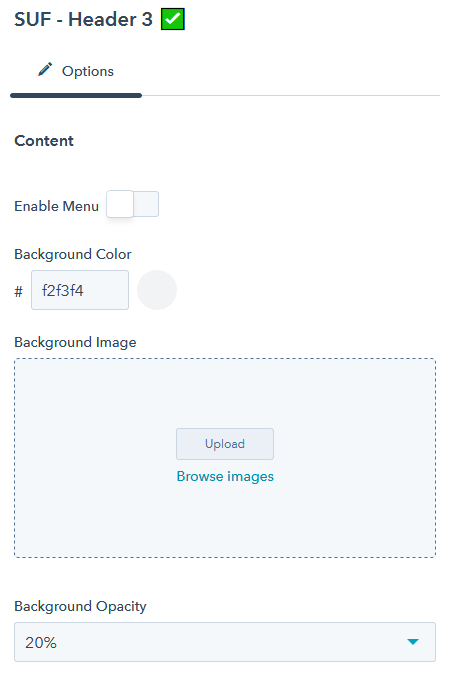 SUF - Header 3 ✅
Options
Content
Enable Menu
Background Color
# f2f3f4
Background Image
Upload
Browse images
Background Opacity
20%